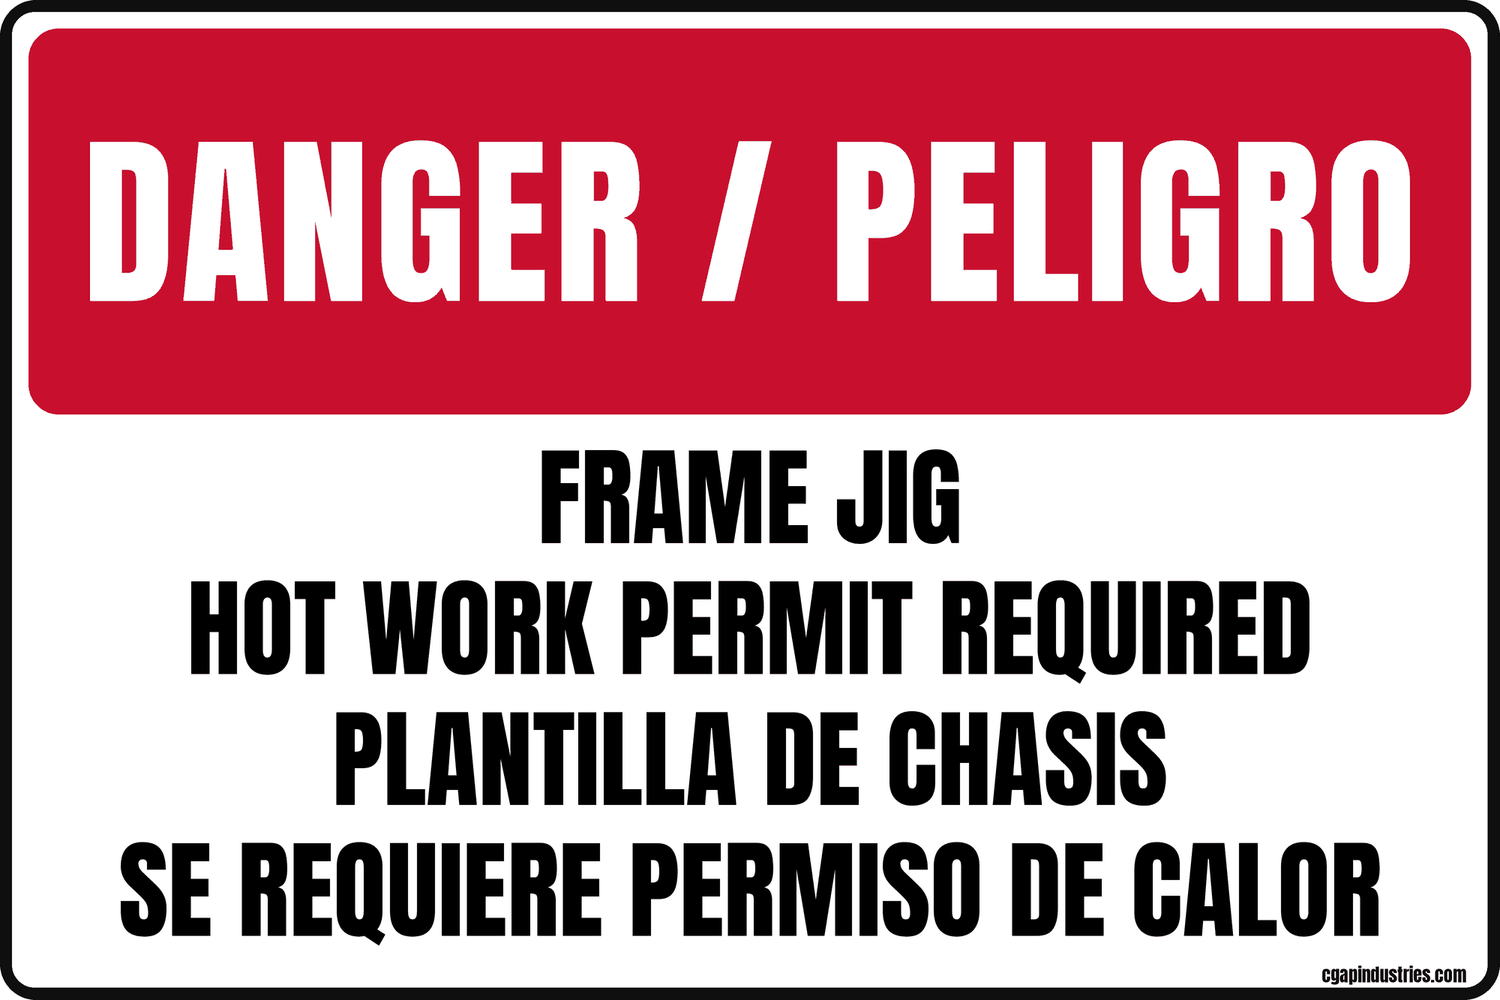 DANGER / PELIGRO
FRAME JIG
HOT WORK PERMIT REQUIRED
PLANTILLA DE CHASIS
SE REQUIERE PERMISO DE CALOR
cgapindustries.com